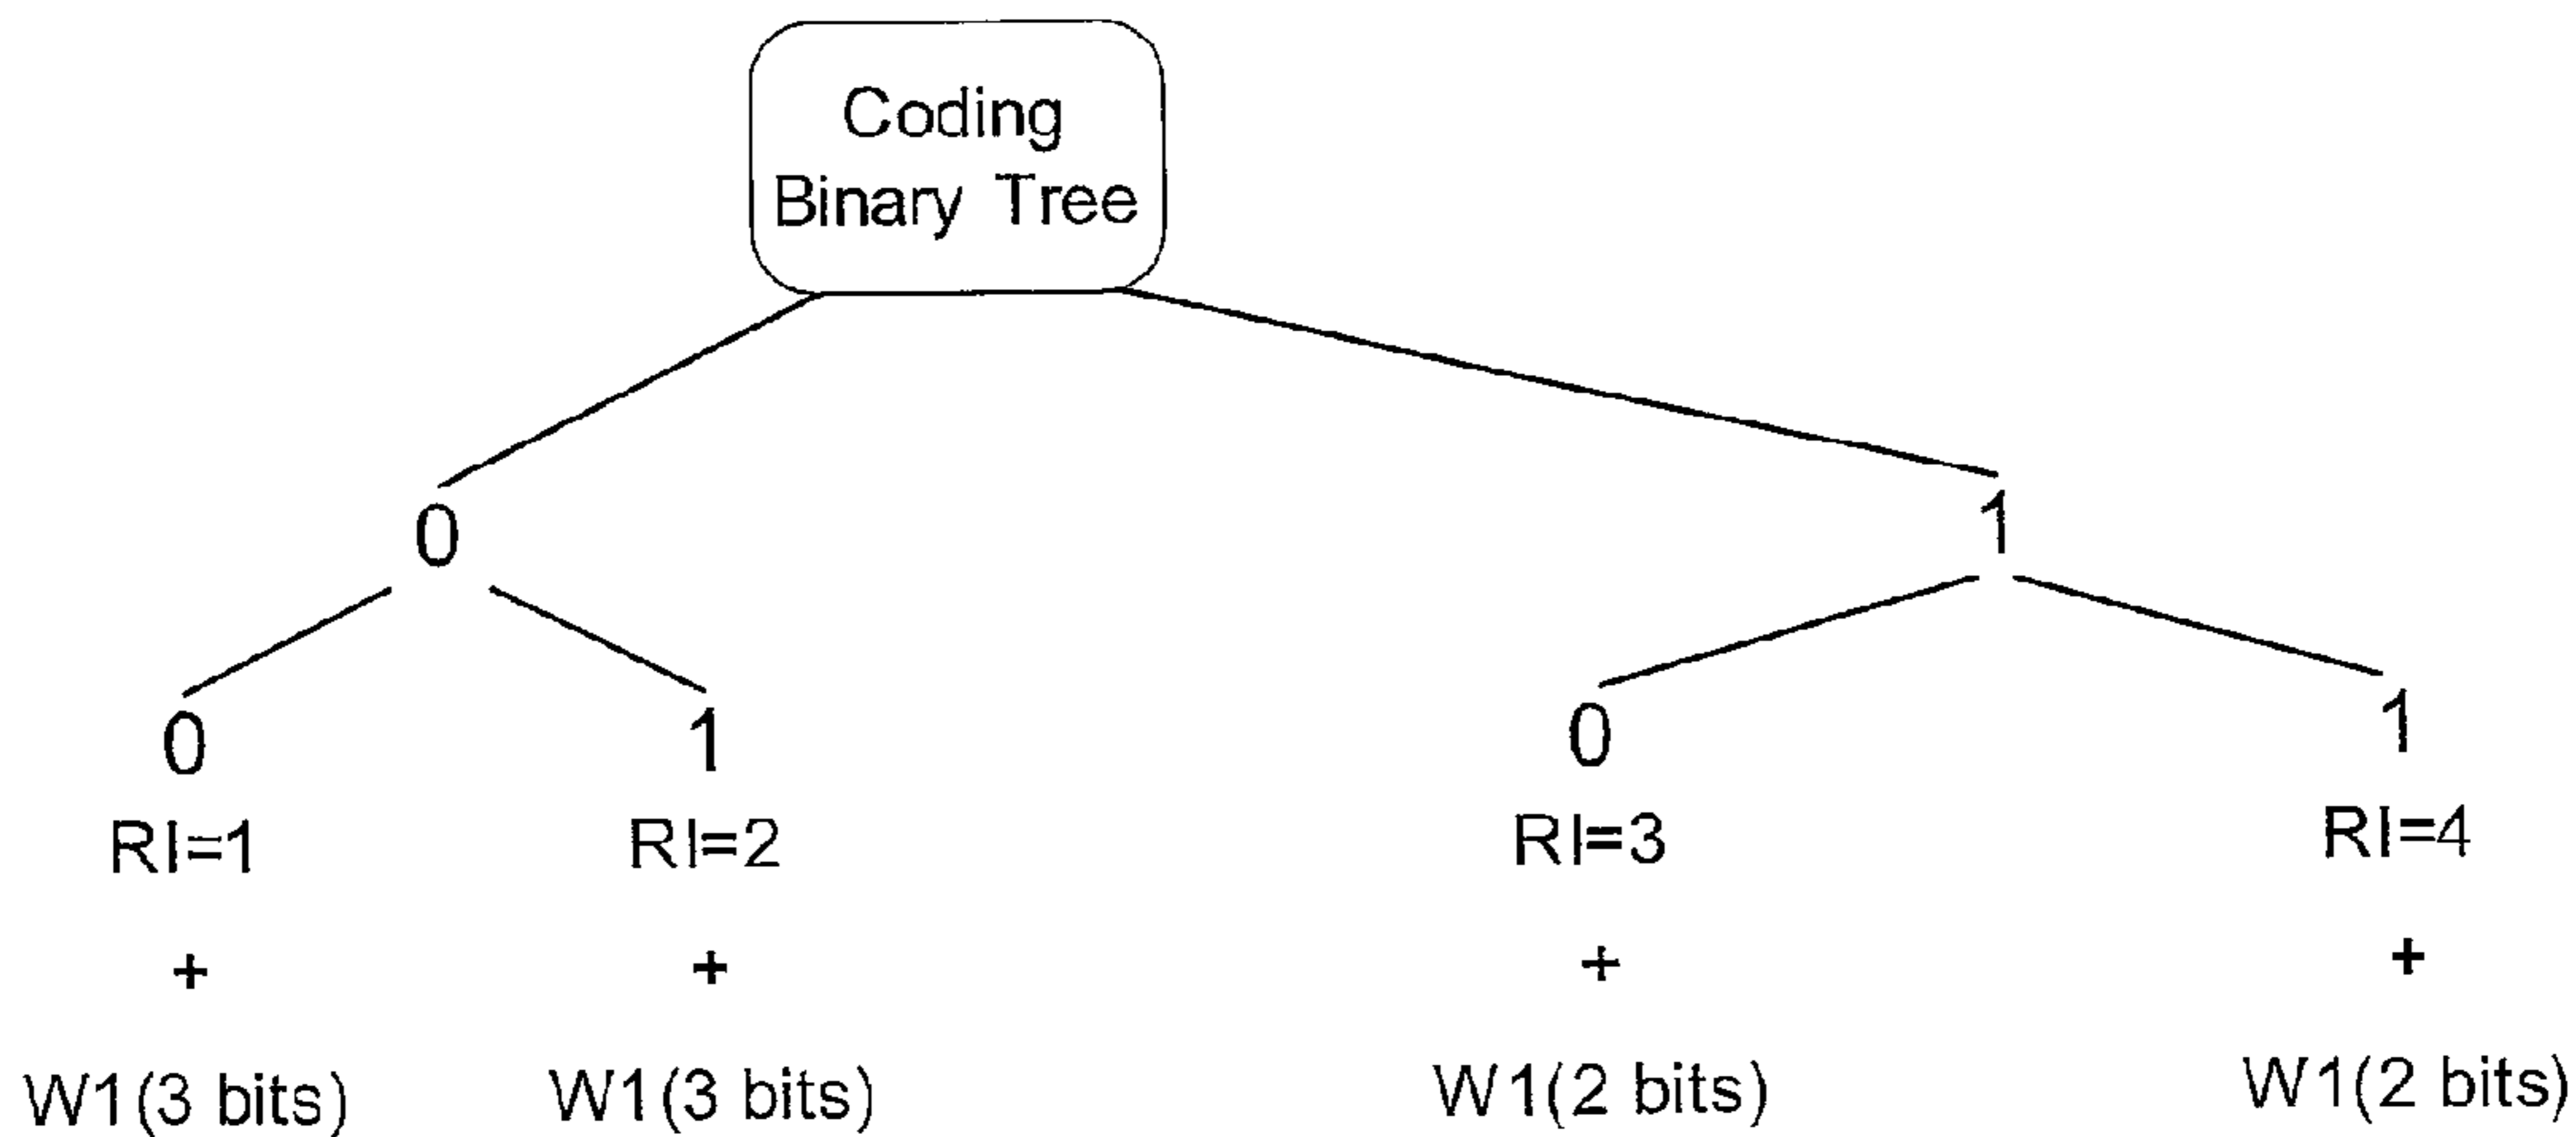 Coding
Binary Tree
0 1
0 1 0 1
RI=1 RI=2 RI=3 RI=4
+ + + +
W1(3 bits) W1(3 bits) W1(2 bits) W1(2 bits)